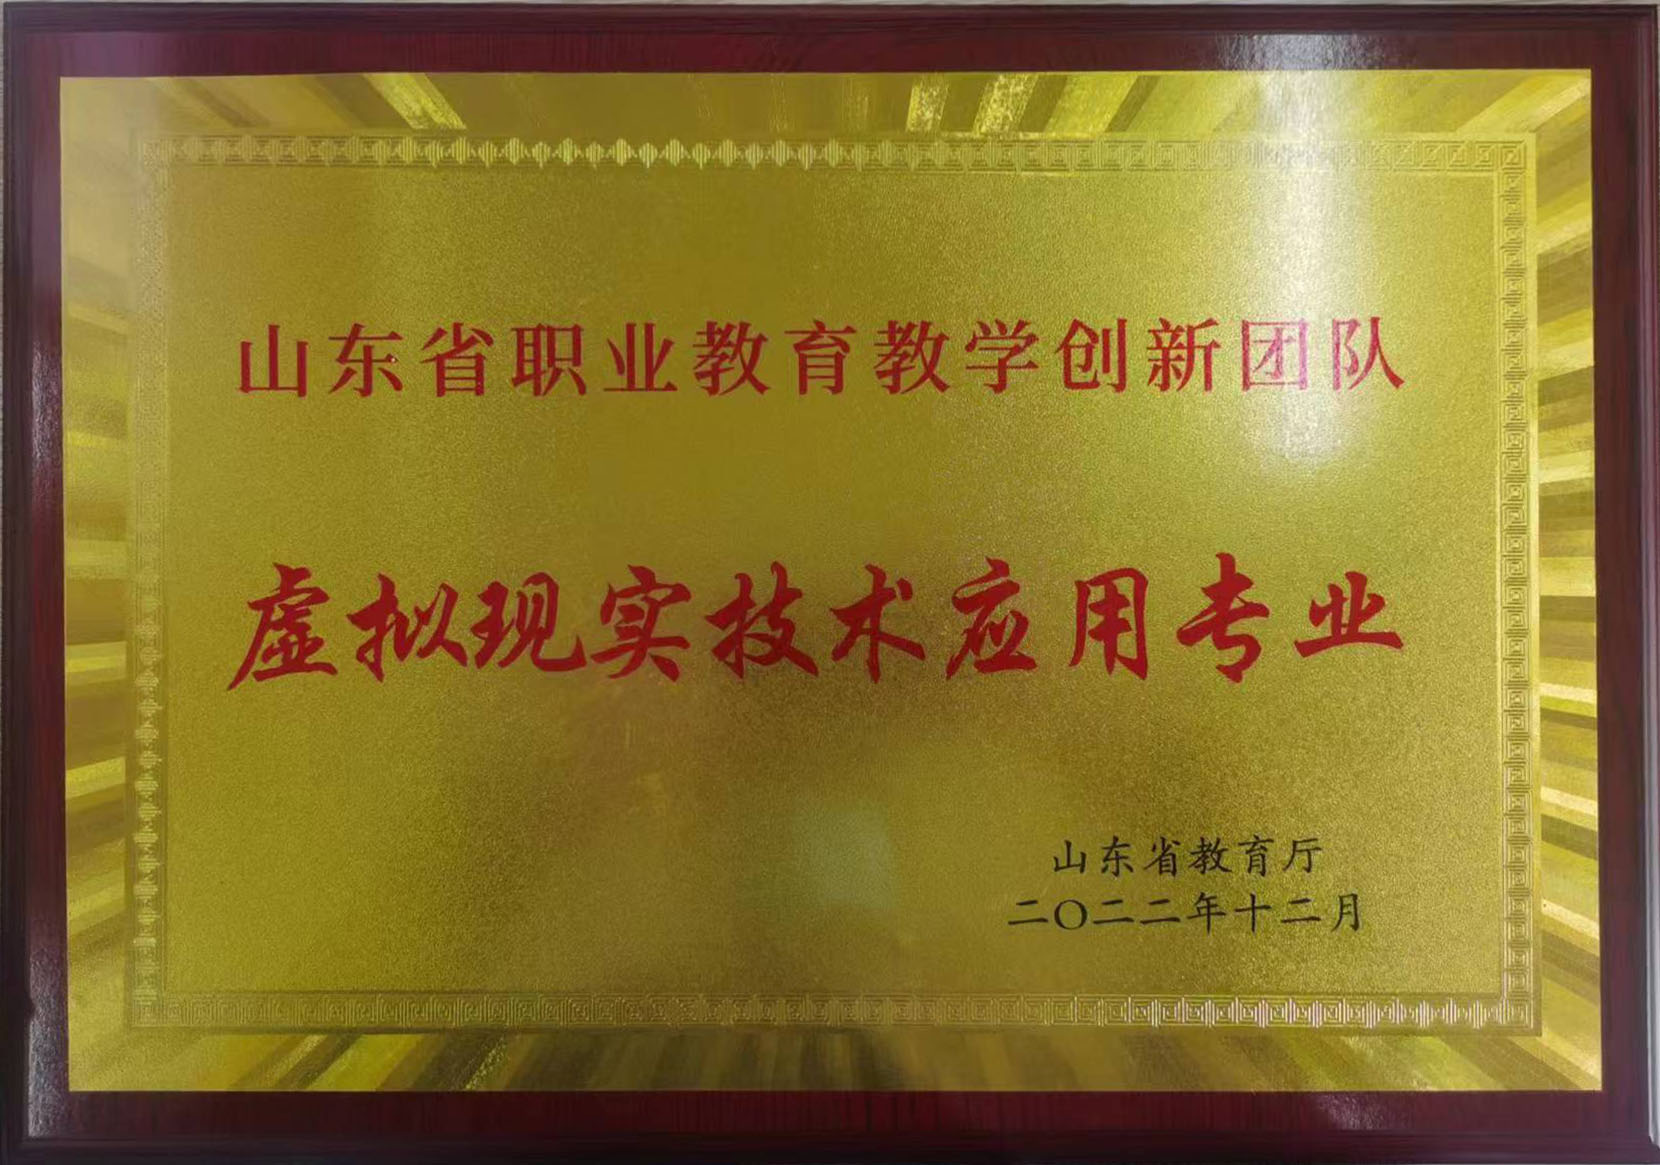 山东省职业教育教学创新团队
虚拟现实技术应用专业
山东省教育厅
二〇二二年十二月